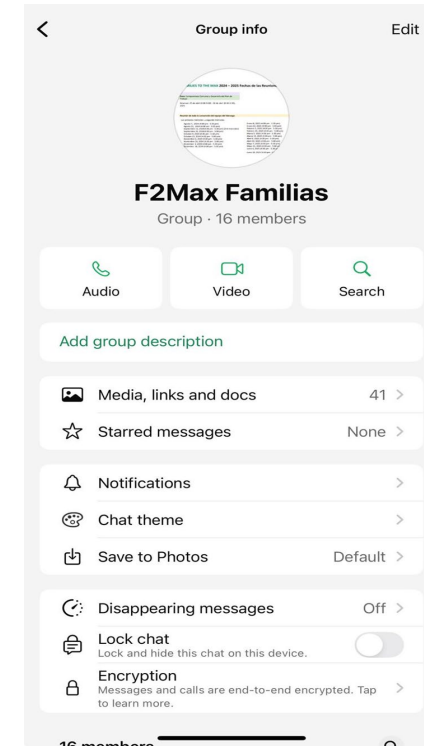 Group info
Edit
F2Max Familias
Group · 16 members
Audio
Video
Search
Add group description
Media, links and docs
41
Starred messages
None
Notifications
Chat theme
Save to Photos
Default
Disappearing messages
Off
Lock chat
Lock and hide this chat on this device.
Encryption
Messages and calls are end-to-end encrypted. Tap
to learn more.
16 members